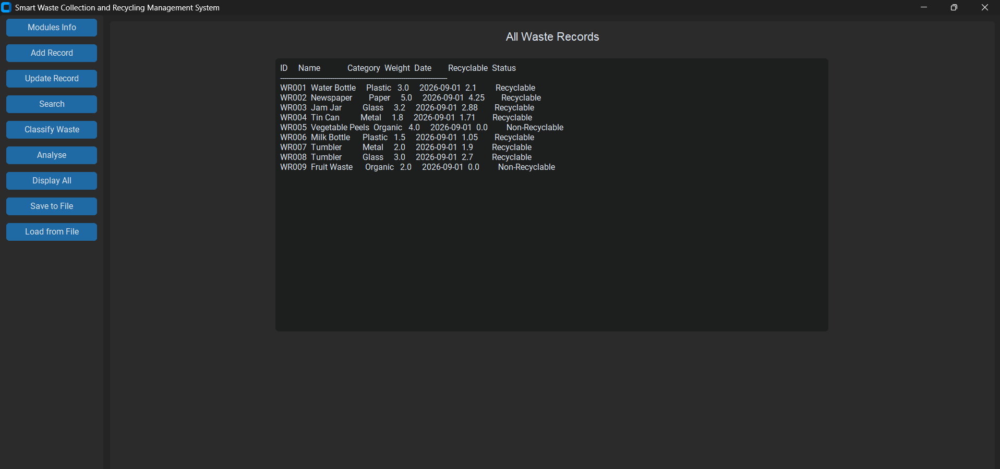 Smart Waste Collection and Recycling Management System
Modules Info
Add Record
Update Record
Search
Classify Waste
Analyse
Display All
Save to File
Load from File
All Waste Records
ID Name Category Weight Date Recyclable Status
--------------------------------------------------------------------------------
WR001 Water Bottle Plastic 3.0 2026-09-01 2.1 Recyclable
WR002 Newspaper Paper 5.0 2026-09-01 4.25 Recyclable
WR003 Jam Jar Glass 3.2 2026-09-01 2.88 Recyclable
WR004 Tin Can Metal 1.8 2026-09-01 1.71 Recyclable
WR005 Vegetable Peels Organic 4.0 2026-09-01 0.0 Non-Recyclable
WR006 Milk Bottle Plastic 1.5 2026-09-01 1.05 Recyclable
WR007 Tumbler Metal 2.0 2026-09-01 1.9 Recyclable
WR008 Tumbler Glass 3.0 2026-09-01 2.7 Recyclable
WR009 Fruit Waste Organic 2.0 2026-09-01 0.0 Non-Recyclable